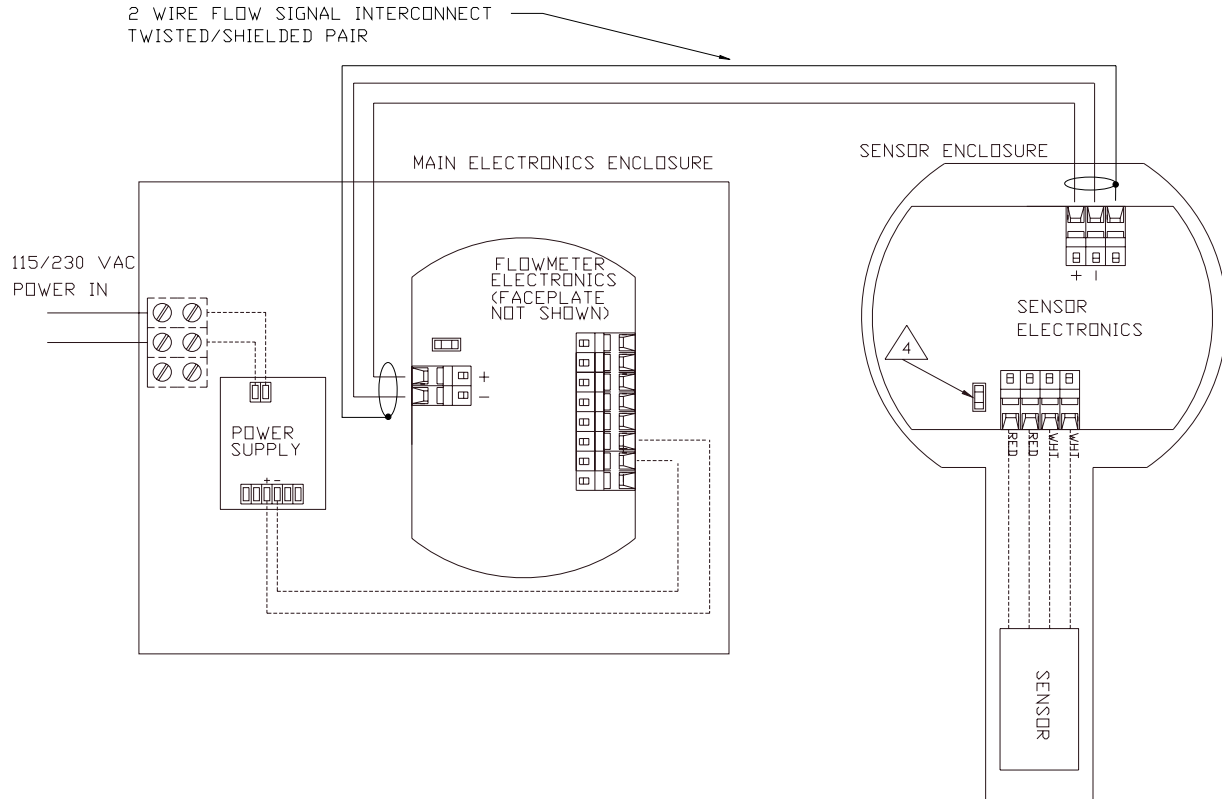 2 WIRE FLOW SIGNAL INTERCONNECT
TWISTED/SHIELDED PAIR
MAIN ELECTRONICS ENCLOSURE
SENSOR ENCLOSURE
115/230 VAC
POWER IN
FLOWMETER
ELECTRONICS
(FACEPLATE
NOT SHOWN)
+
-
POWER
SUPPLY
+ -
+ -
SENSOR
ELECTRONICS
4
RED
RED
WHT
WHT
SENSOR